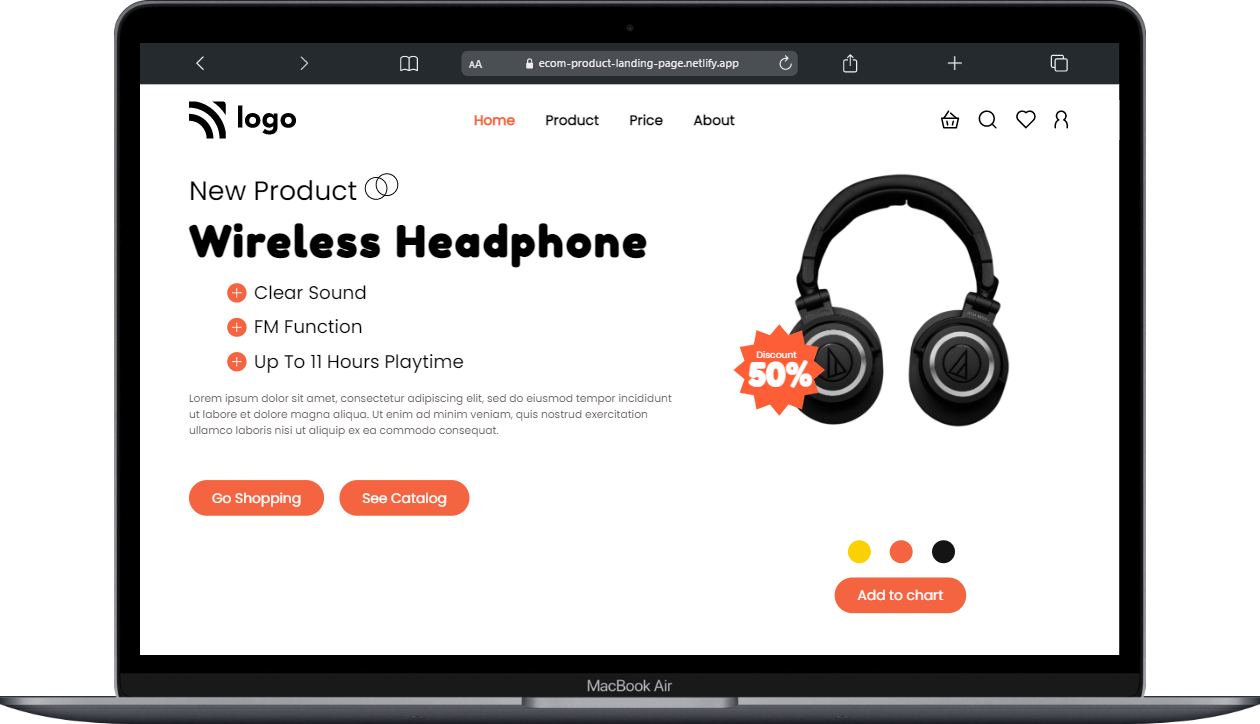 AA ecom-product-landing-page.netlify.app
logo Home Product Price About
New Product
Wireless Headphone
Clear Sound
FM Function
Up To 11 Hours Playtime
Discount
50%
Lorem ipsum dolor sit amet, consectetur adipiscing elit, sed do eiusmod tempor incididunt
ut labore et dolore magna aliqua. Ut enim ad minim veniam, quis nostrud exercitation
ullamco laboris nisi ut aliquip ex ea commodo consequat.
Go Shopping See Catalog
Add to chart
MacBook Air